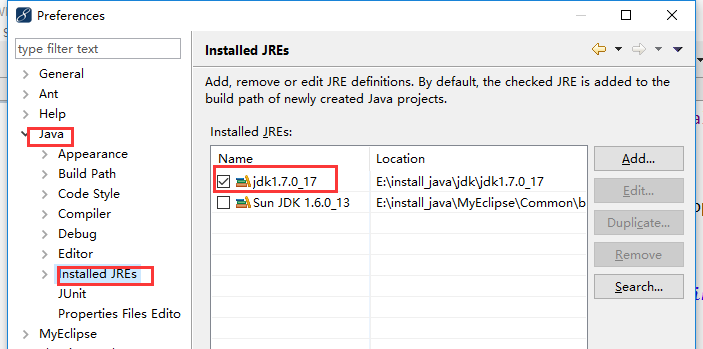 Preferences
type filter text
General
Ant
Help
Java
Appearance
Build Path
Code Style
Compiler
Debug
Editor
Installed JREs
JUnit
Properties Files Edito
MyEclipse
Installed JREs
Add, remove or edit JRE definitions. By default, the checked JRE is added to the
build path of newly created Java projects.
Installed JREs:
Name Location
jdk1.7.0_17 E:\install_java\jdk\jdk1.7.0_17
Sun JDK 1.6.0_13 E:\install_java\MyEclipse\Common\b
Add...
Edit...
Duplicate...
Remove
Search...